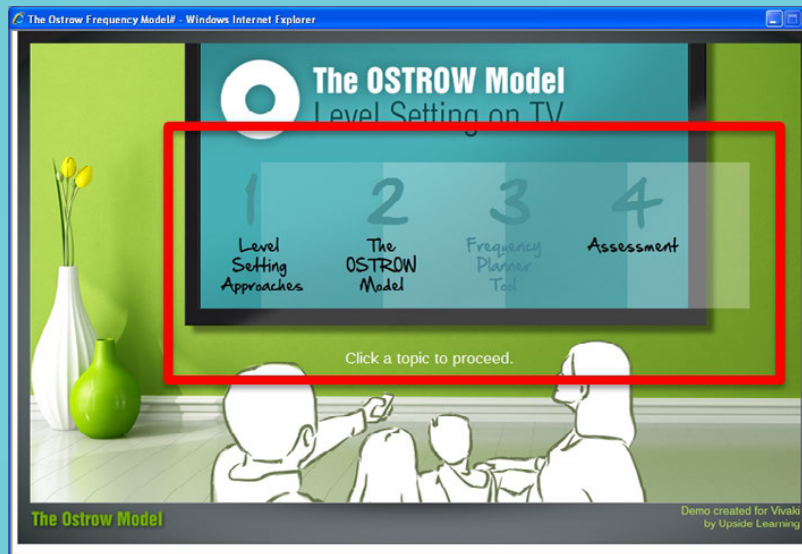 The Ostrow Frequency Model# - Windows Internet Explorer
The OSTROW Model
Level Setting on TV
1
Level
Setting
Approaches
2
The
OSTROW
Model
3
Frequency
Planner
Tool
4
Assessment
Click a topic to proceed.
The Ostrow Model
Demo created for Vivaki
by Upside Learning